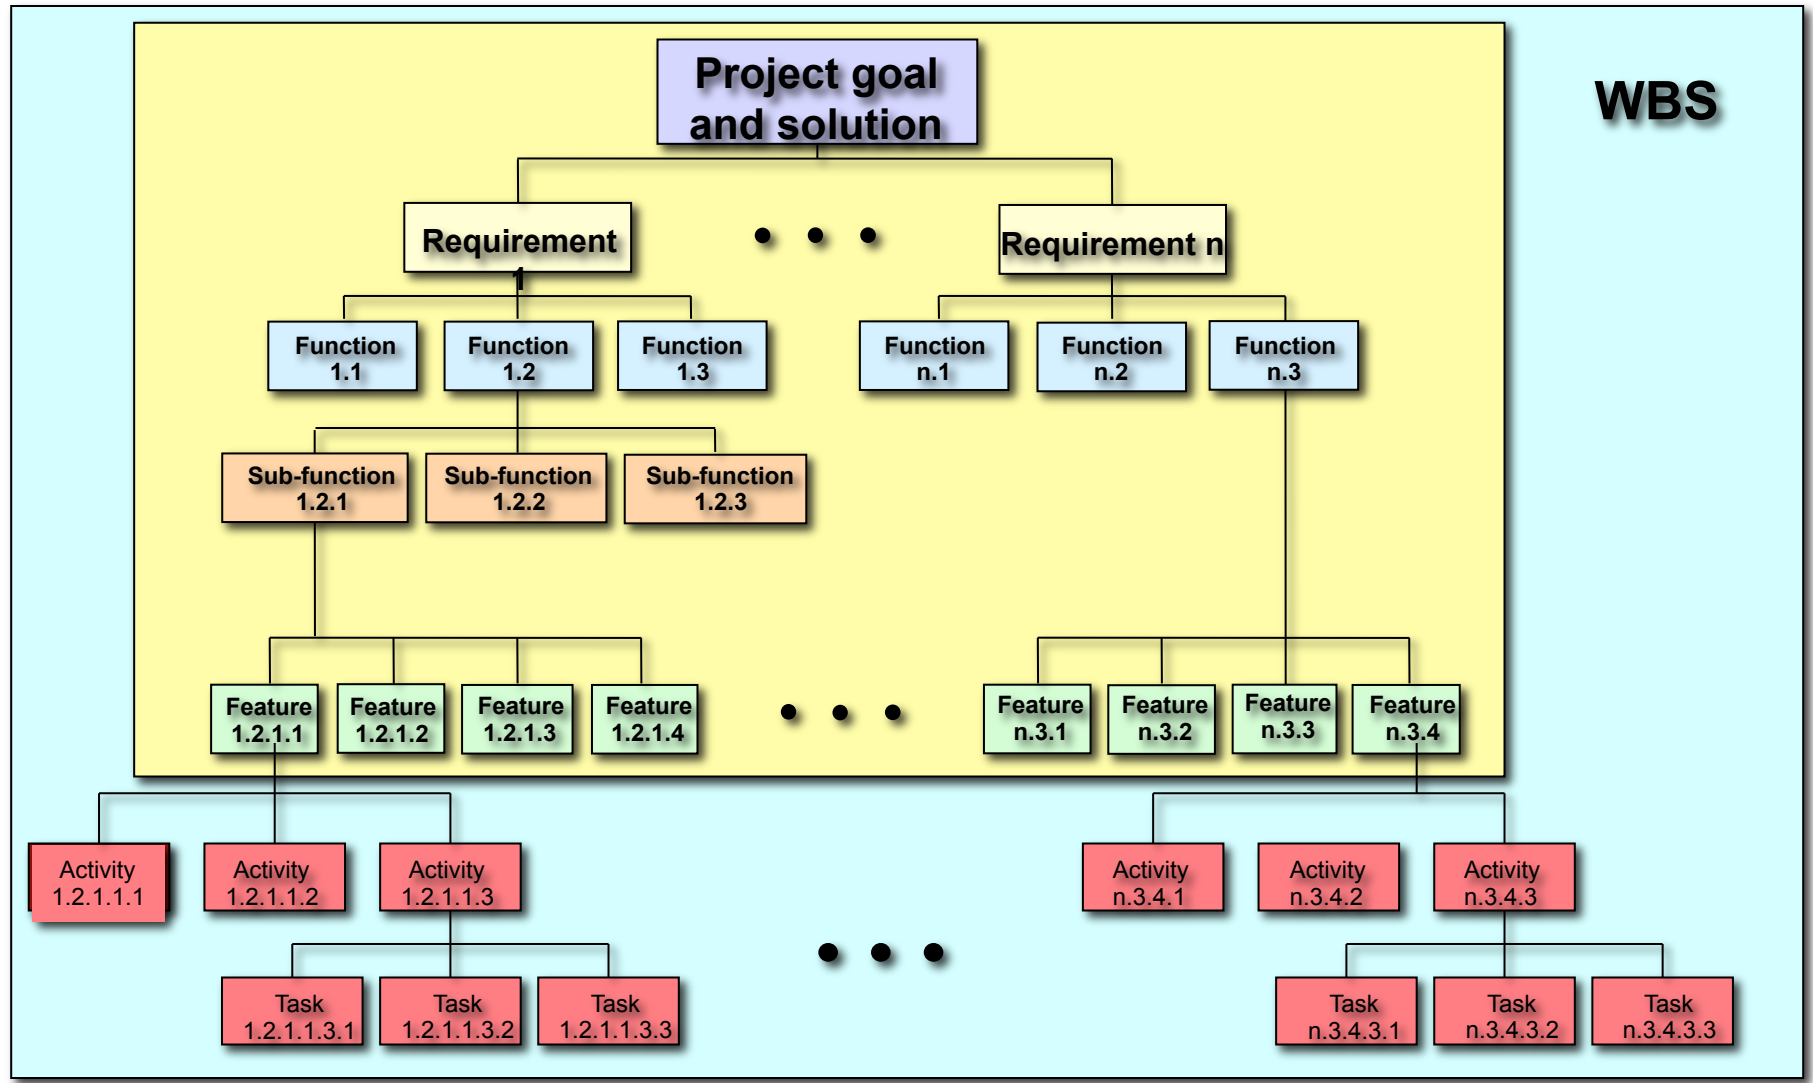 Project goal
and solution
WBS
Requirement
1
Requirement n
Function
1.1
Function
1.2
Function
1.3
Function
n.1
Function
n.2
Function
n.3
Sub-function
1.2.1
Sub-function
1.2.2
Sub-function
1.2.3
Feature
1.2.1.1
Feature
1.2.1.2
Feature
1.2.1.3
Feature
1.2.1.4
Feature
n.3.1
Feature
n.3.2
Feature
n.3.3
Feature
n.3.4
Activity
1.2.1.1.1
Activity
1.2.1.1.2
Activity
1.2.1.1.3
Activity
n.3.4.1
Activity
n.3.4.2
Activity
n.3.4.3
Task
1.2.1.1.3.1
Task
1.2.1.1.3.2
Task
1.2.1.1.3.3
Task
n.3.4.3.1
Task
n.3.4.3.2
Task
n.3.4.3.3